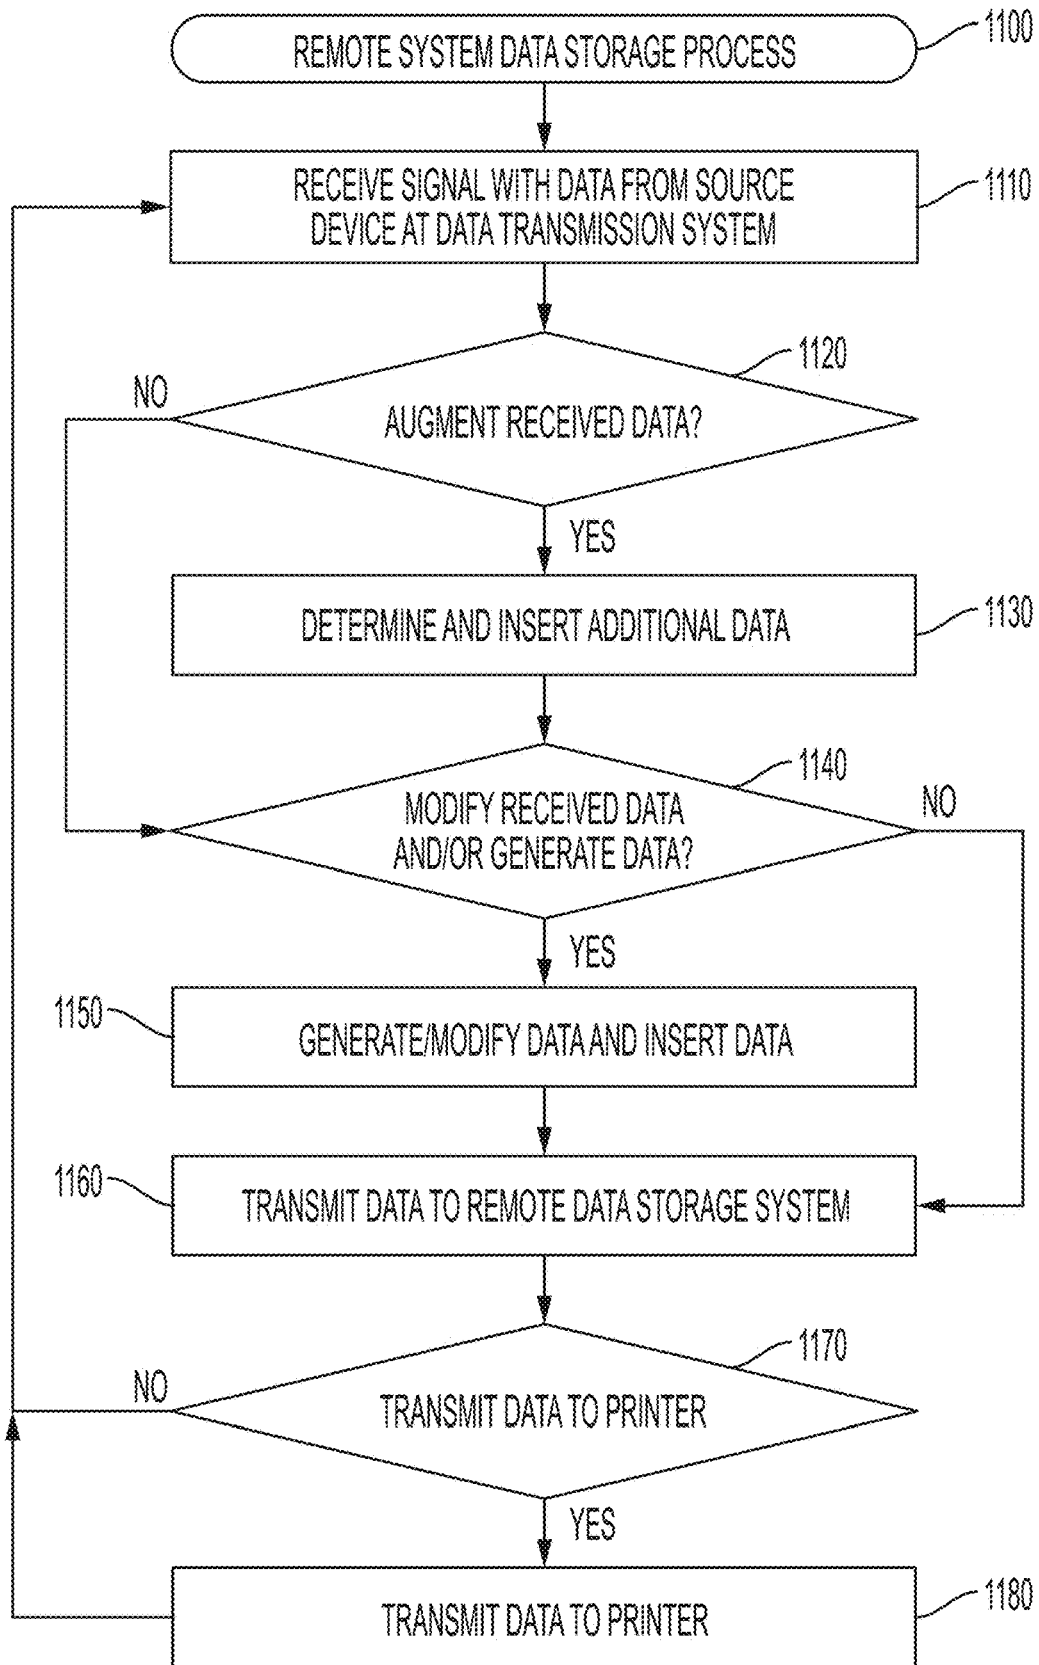 REMOTE SYSTEM DATA STORAGE PROCESS
1100
RECEIVE SIGNAL WITH DATA FROM SOURCE
DEVICE AT DATA TRANSMISSION SYSTEM
1110
1120
NO
AUGMENT RECEIVED DATA?
YES
DETERMINE AND INSERT ADDITIONAL DATA
1130
1140
MODIFY RECEIVED DATA
AND/OR GENERATE DATA?
NO
YES
1150
GENERATE/MODIFY DATA AND INSERT DATA
1160
TRANSMIT DATA TO REMOTE DATA STORAGE SYSTEM
1170
NO
TRANSMIT DATA TO PRINTER
YES
TRANSMIT DATA TO PRINTER
1180